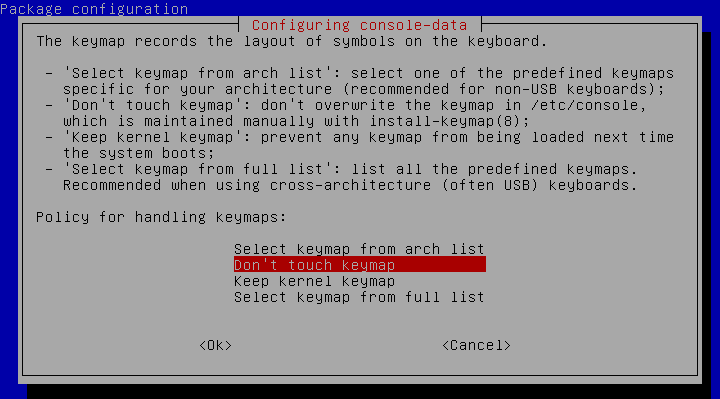 Package configuration
Configuring console-data
The keymap records the layout of symbols on the keyboard.
- 'Select keymap from arch list': select one of the predefined keymaps
specific for your architecture (recommended for non-USB keyboards);
- 'Don't touch keymap': don't overwrite the keymap in /etc/console,
which is maintained manually with install-keymap(8);
- 'Keep kernel keymap': prevent any keymap from being loaded next time
the system boots;
- 'Select keymap from full list': list all the predefined keymaps.
Recommended when using cross-architecture (often USB) keyboards.
Policy for handling keymaps:
Select keymap from arch list
Don't touch keymap
Keep kernel keymap
Select keymap from full list
<Ok> <Cancel>